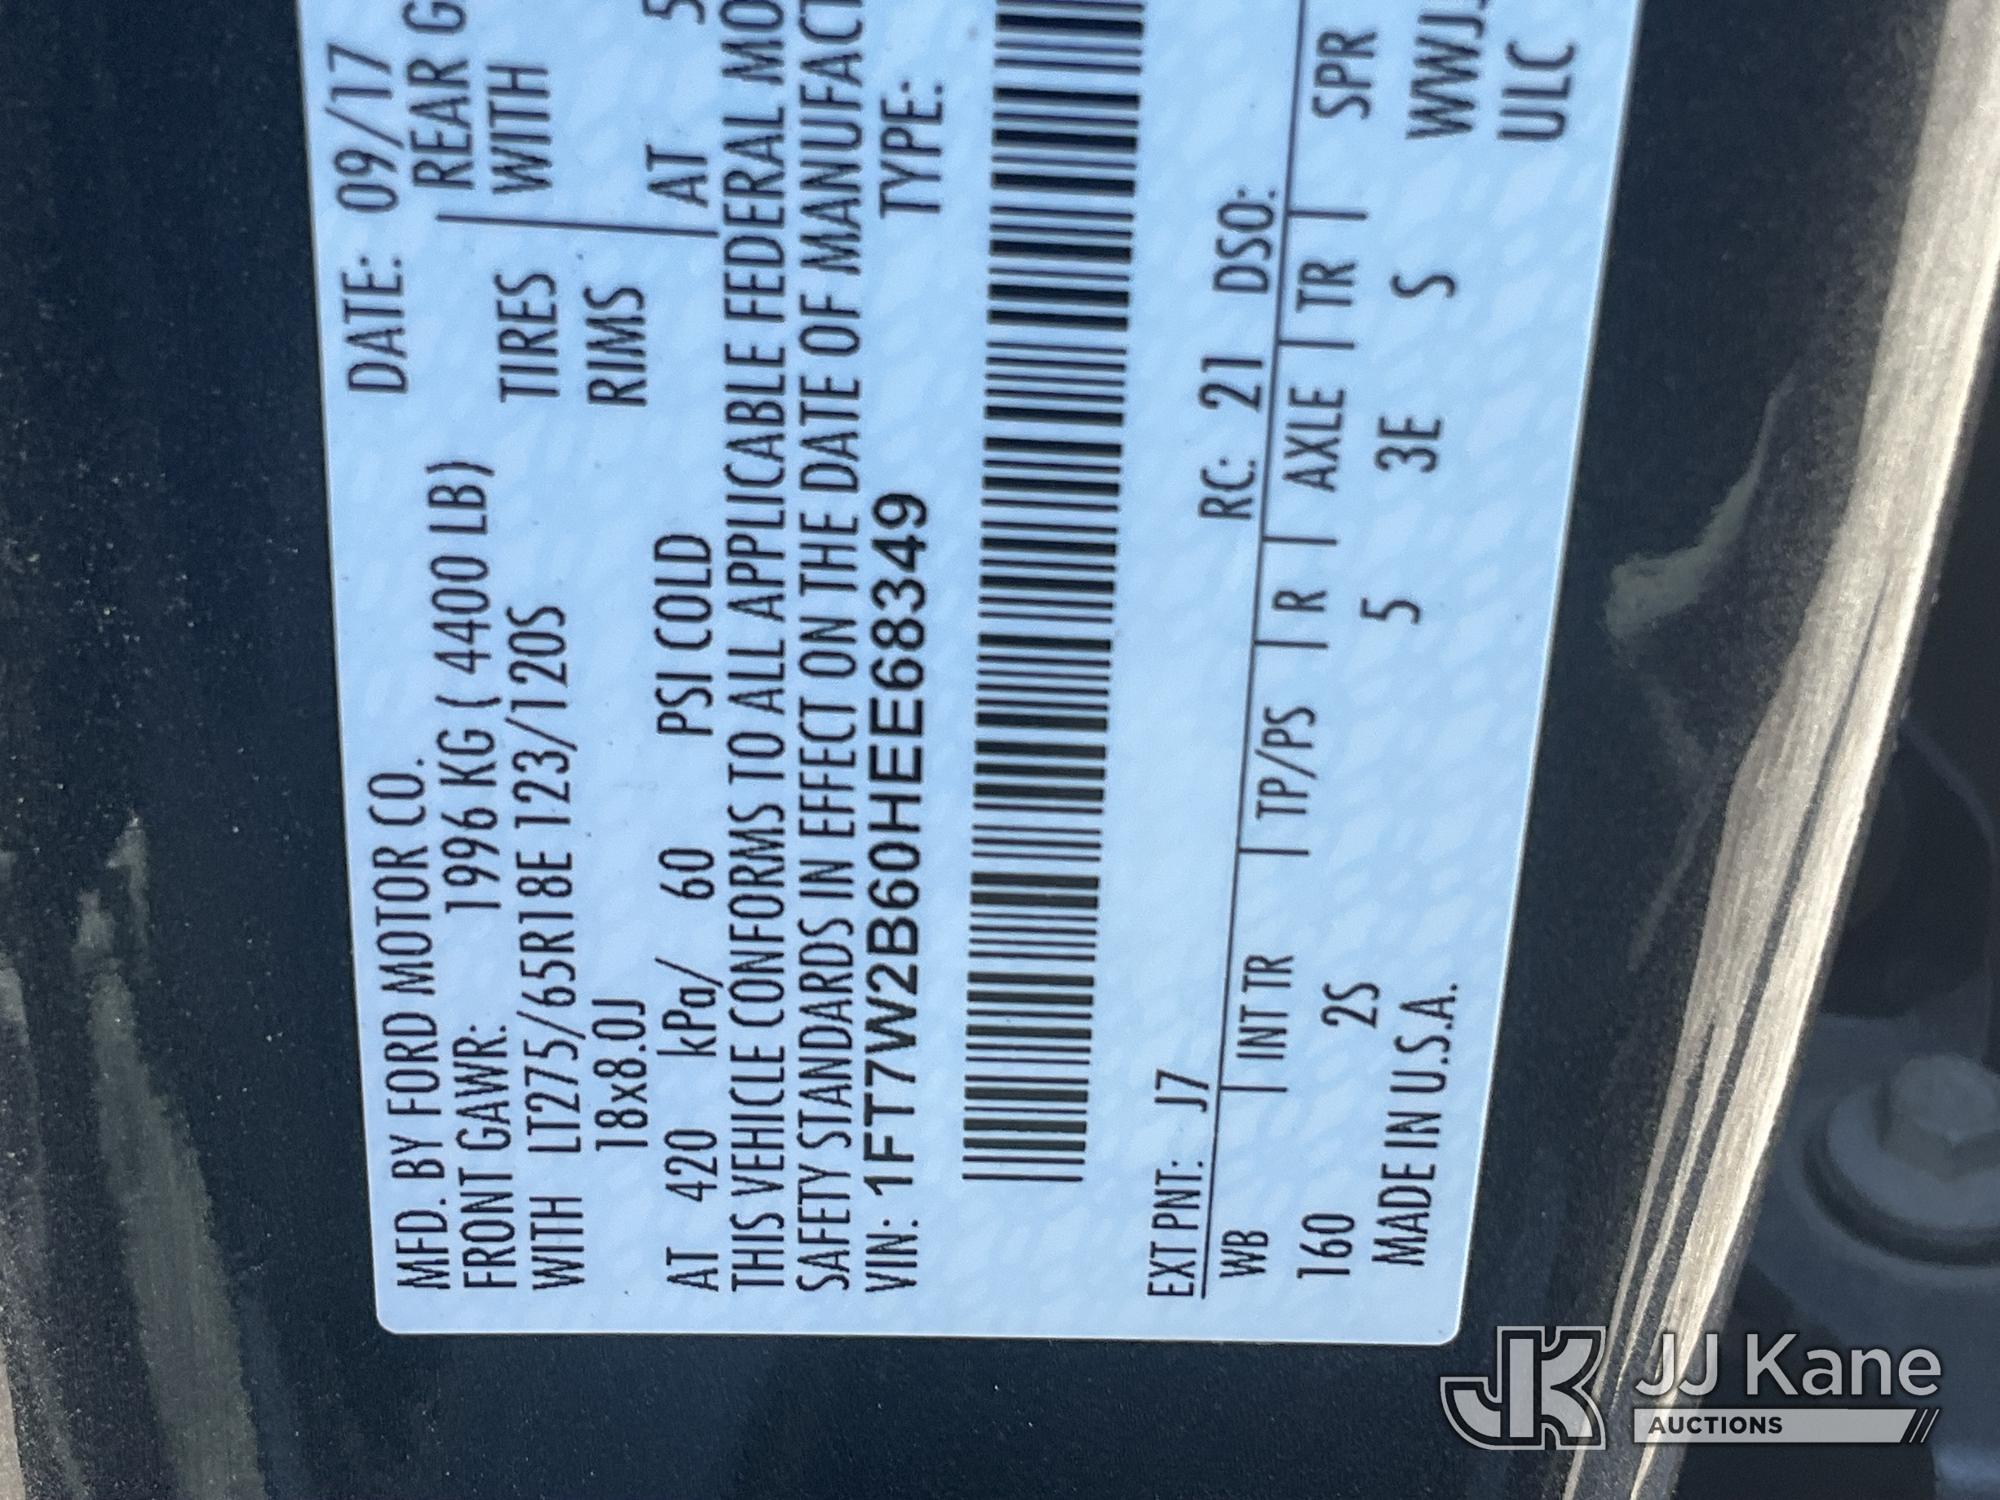 MFD. BY FORD MOTOR CO.
DATE: 09/17
FRONT GAWR: 1996 KG ( 4400 LB)
REAR G
WITH LT275/65R18E 123/120S TIRES
WITH
18x8.0J RIMS
AT 420 kPa/ 60 PSI COLD
AT 5
THIS VEHICLE CONFORMS TO ALL APPLICABLE FEDERAL MO
SAFETY STANDARDS IN EFFECT ON THE DATE OF MANUFACT
VIN: 1FT7W2B60HEE68349 TYPE:
EXT PNT: J7 RC: 21 DSO:
WB | INT TR | TP/PS | R | AXLE | TR | SPR
160 2S 5 3E S WWJ
MADE IN U.S.A. ULC
JJ Kane
AUCTIONS